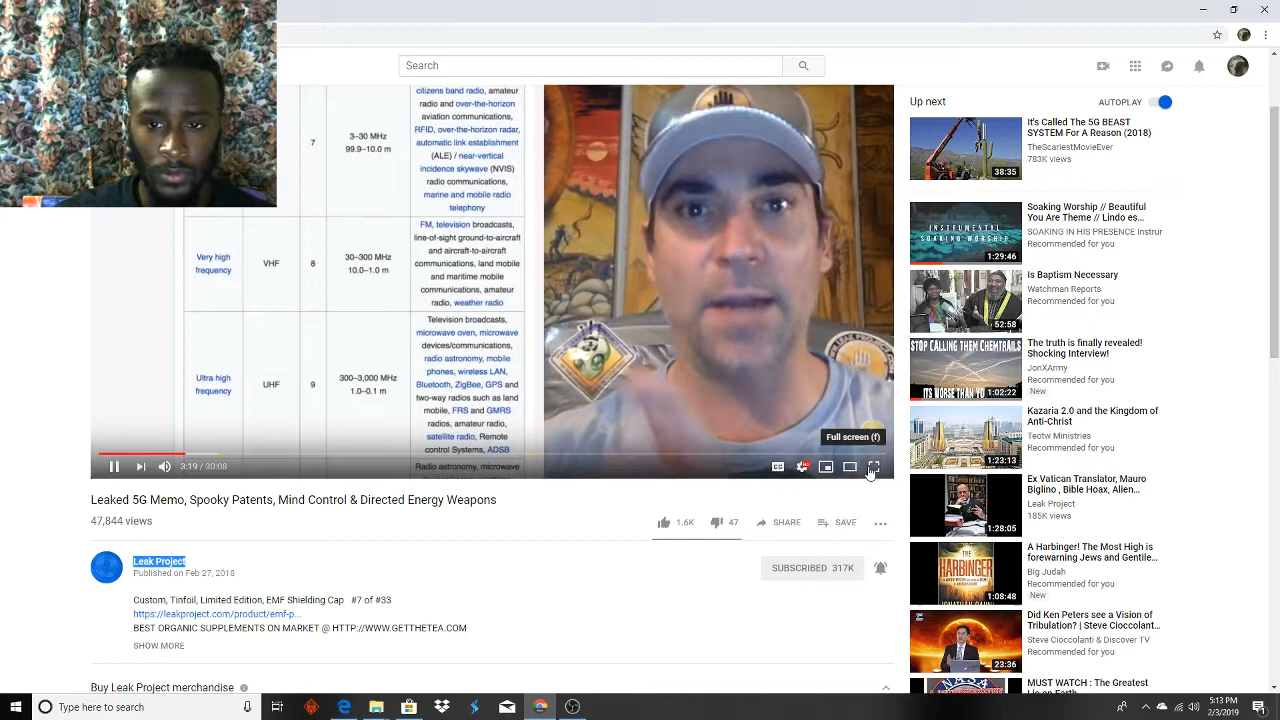 Search
citizens band radio, amateur
radio and over-the-horizon
aviation communications,
RFID, over-the-horizon radar,
automatic link establishment
(ALE) / near-vertical
incidence skywave (NVIS)
radio communications,
marine and mobile radio
telephony
7
3–30 MHz
99.9–10.0 m
Very high
frequency
VHF
8
30–300 MHz
10.0–1.0 m
FM, television broadcasts,
line-of-sight ground-to-aircraft
and aircraft-to-aircraft
communications, land mobile
and maritime mobile
communications, amateur
radio, weather radio
Ultra high
frequency
UHF
9
300–3,000 MHz
1.0–0.1 m
Television broadcasts,
microwave oven, microwave
devices/communications,
radio astronomy, mobile
phones, wireless LAN,
Bluetooth, ZigBee, GPS and
two-way radios such as land
mobile, FRS and GMRS
radios, amateur radio,
satellite radio, Remote
control Systems, ADSB
Radio astronomy, microwave
Full screen (f)
3:19 / 30:08
CC
HD
Leaked 5G Memo, Spooky Patents, Mind Control & Directed Energy Weapons
47,844 views
1.6K
47
SHARE
SAVE
Leak Project
Published on Feb 27, 2018
SUBSCRIBED 317K
Custom, Tinfoil, Limited Edition EMF Shielding Cap #7 of #33
https://leakproject.com/product/emf-p...
BEST ORGANIC SUPPLEMENTS ON MARKET @ HTTP://WWW.GETTHETEA.COM
SHOW MORE
Buy Leak Project merchandise
Up next
AUTOPLAY
38:35
It's Called The 5G BEAST
SYSTEM For A Reason (2018)
TheScariestMovieEver
783K views
INSTRUMENTAL
SOAKING WORSHIP
1:29:46
Soaking Worship // Beautiful
You Are Theme // Lindol...
SOAKING IN HIS PRESENCE Instrur
Recommended for you
52:58
Is Baptism Necessary
Watchman Reports
Recommended for you
STOP CALLING THEM CHEMTRAILS
ITS WORSE THAN YO
1:02:22
The truth is finally revealed!
Shocking Interview!
JonXArmy
Recommended for you
New
1:23:13
Kazaria 2.0 and the Kingdom of
Anti-Christ
Teotw Ministries
Recommended for you
1:28:05
Ex Vatican Translator, Mauro
Biglino , Bible Hoax, Alien...
Leak Project
185K views
THE
HARBINGER
1:08:48
A Harbinger! The Most High is
forewarning Jews and Gentile...
Big Judah
Recommended for you
New
23:36
Did Ken Peters see a Vision of
Tribulation? | Steve Cioccolant...
Steve Cioccolanti & Discover TV
Recommended for you
MUST WATCH : The Greatest
Type here to search
5:13 PM
2/2/2019